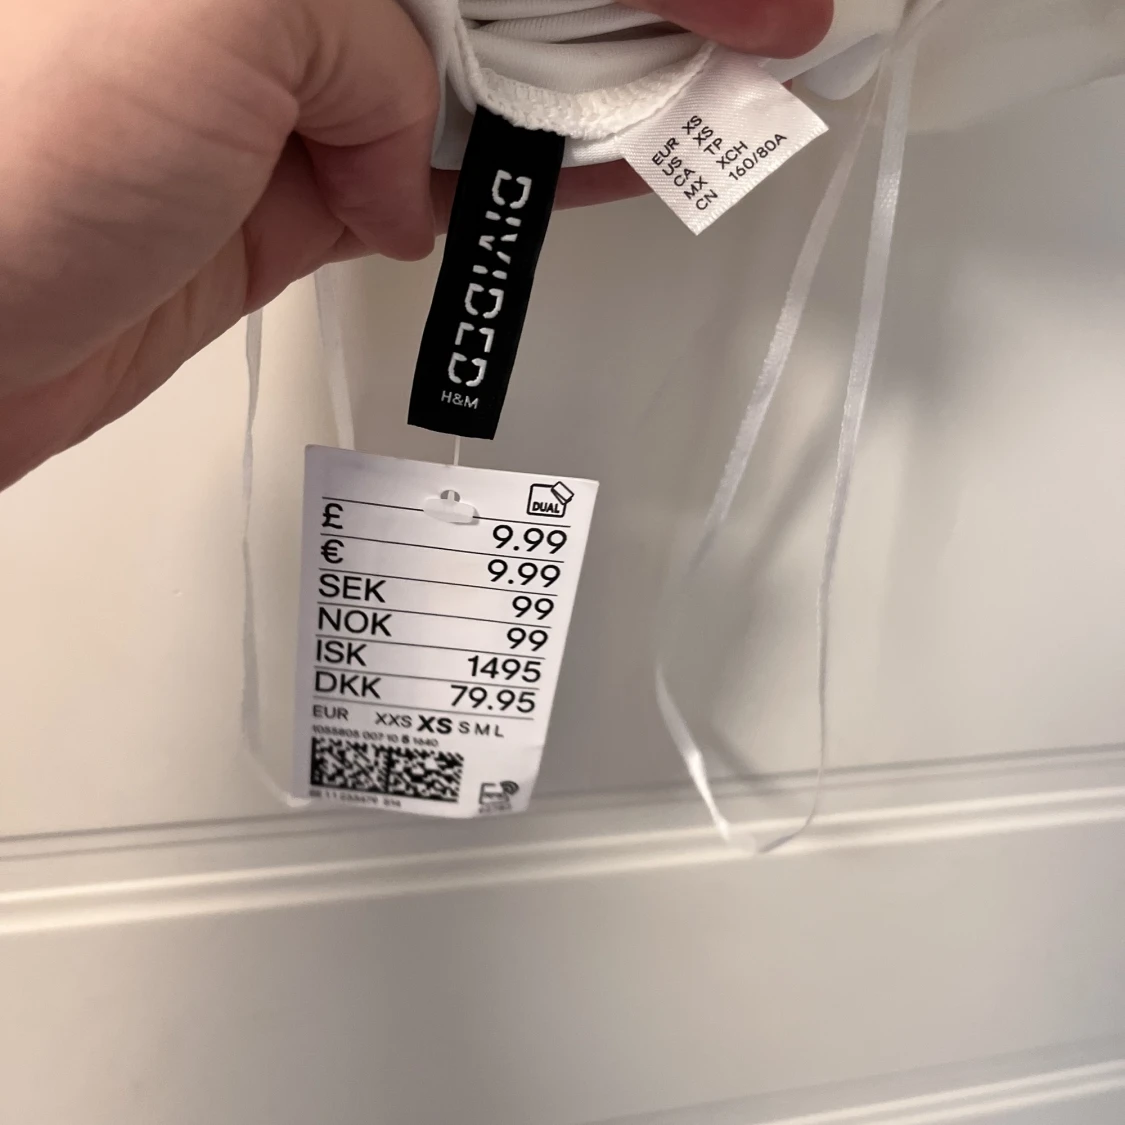 DIVIDED
H&M
EUR XS
US XS
CA TP
MX XCH
CN 160/80A
DUAL
£ 9.99
€ 9.99
SEK 99
NOK 99
ISK 1495
DKK 79.95
EUR XXS XS S M L